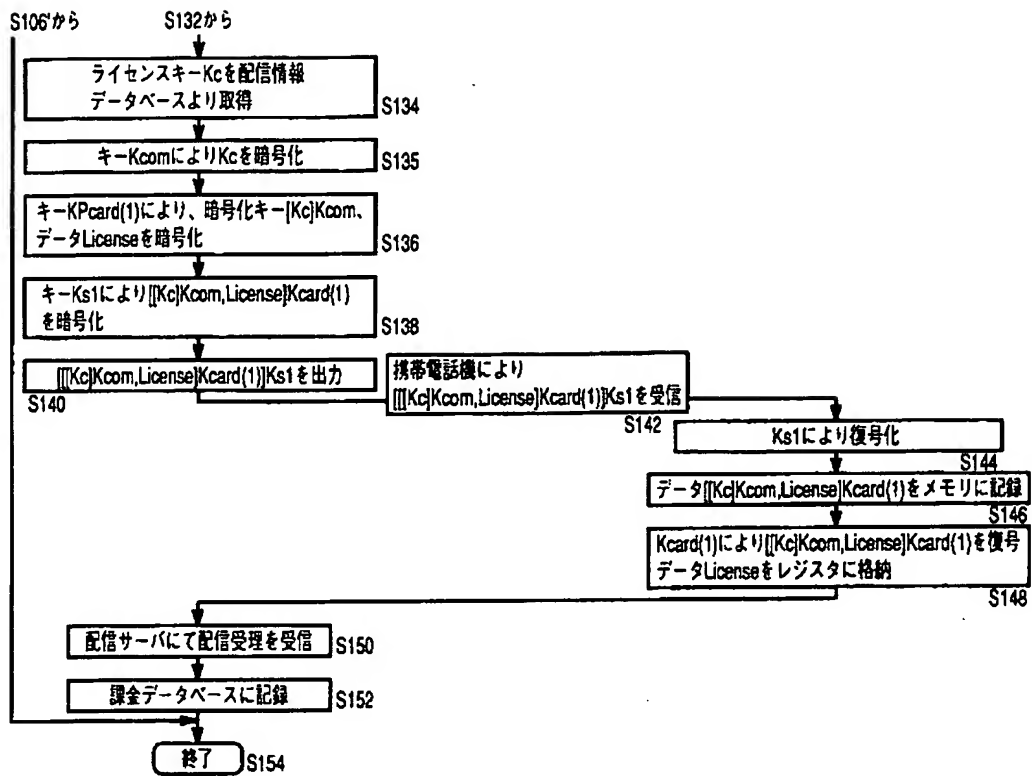 S106'から
S132から
ライセンスキーKcを配信情報
データベースより取得
S134
キーKcomによりKcを暗号化
S135
キーKPcard(1)により、暗号化キー[Kc]Kcom、
データLicenseを暗号化
S136
キーKs1により[[Kc]Kcom,License]Kcard(1)
を暗号化
S138
[[[Kc]Kcom,License]Kcard(1)]Ks1を出力
S140
携帯電話機により
[[[Kc]Kcom,License]Kcard(1)]Ks1を受信
S142
Ks1により復号化
S144
データ[[Kc]Kcom,License]Kcard(1)をメモリに記録
S146
Kcard(1)により[[Kc]Kcom,License]Kcard(1)を復号
データLicenseをレジスタに格納
S148
配信サーバにて配信受理を受信
S150
課金データベースに記録
S152
終了
S154